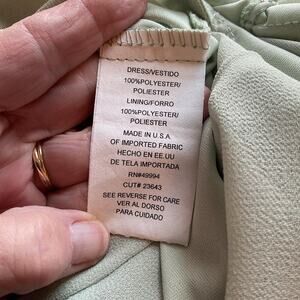 DRESS/VESTIDO
100%POLYESTER/
POLIESTER
LINING/FORRO
100%POLYESTER/
POLIESTER
MADE IN U.S.A.
OF IMPORTED FABRIC
HECHO EN EE.UU
DE TELA IMPORTADA
RN#49994
CUT# 23643
SEE REVERSE FOR CARE
VER AL DORSO
PARA CUIDADO